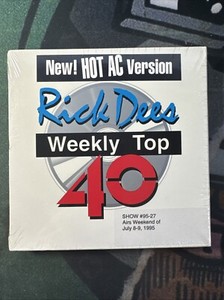 New! HOT AC Version
Rick Dees
Weekly Top
40
SHOW #95-27
Airs Weekend of
July 8-9, 1995